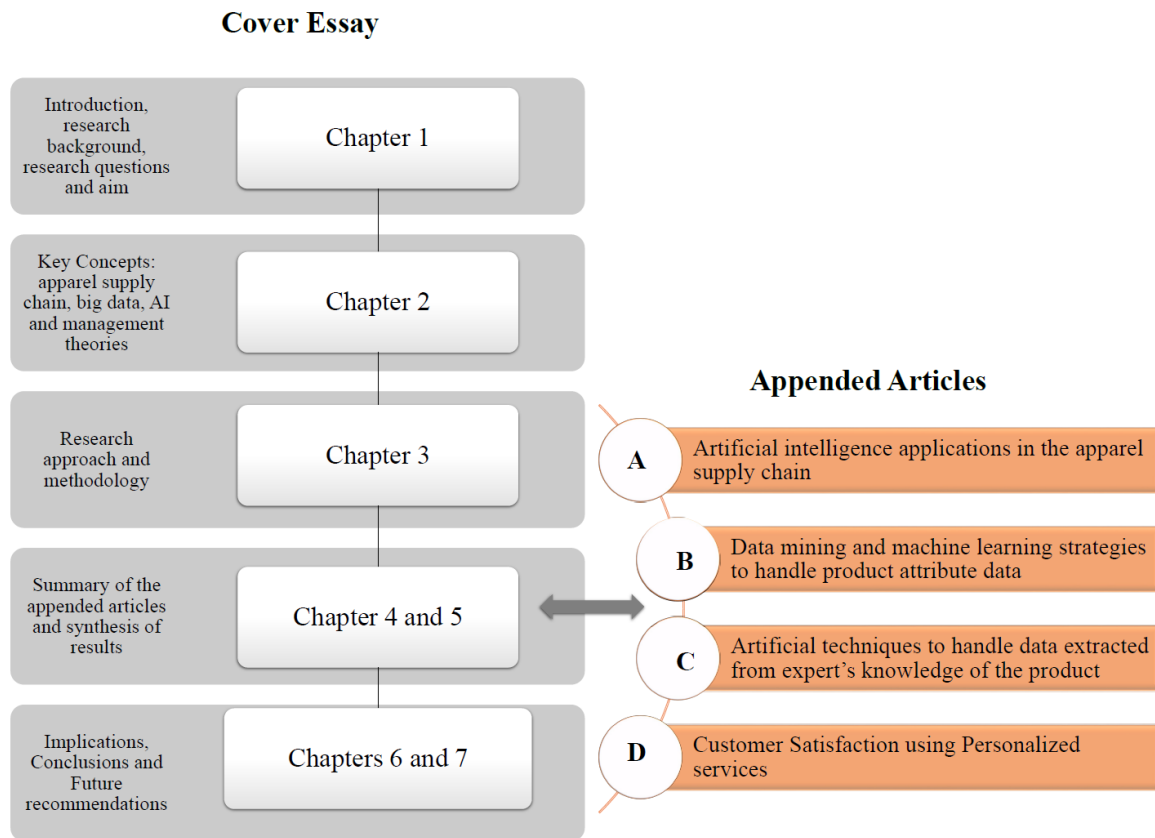 Cover Essay
Introduction,
research
background,
research questions
and aim
Chapter 1
Key Concepts:
apparel supply
chain, big data, AI
and management
theories
Chapter 2
Research
approach and
methodology
Chapter 3
Summary of the
appended articles
and synthesis of
results
Chapter 4 and 5
Implications,
Conclusions and
Future
recommendations
Chapters 6 and 7
Appended Articles
A
Artificial intelligence applications in the apparel
supply chain
B
Data mining and machine learning strategies
to handle product attribute data
C
Artificial techniques to handle data extracted
from expert’s knowledge of the product
D
Customer Satisfaction using Personalized
services